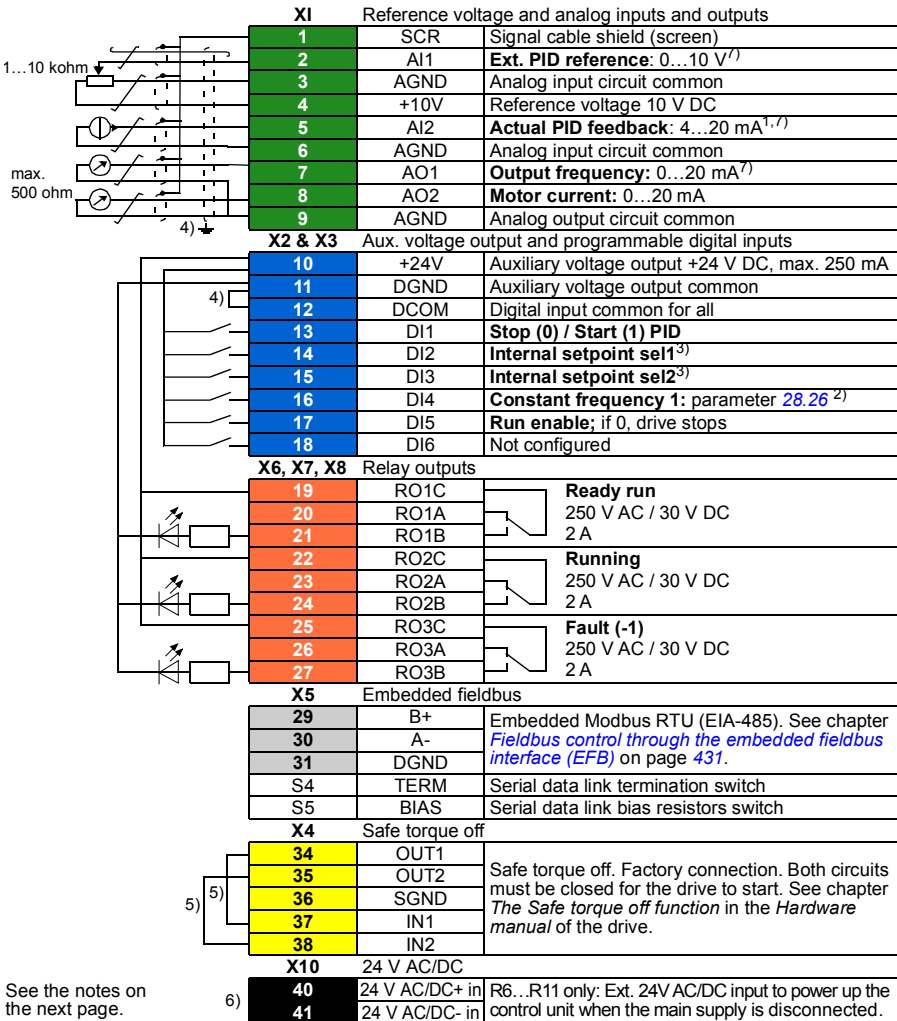 XI Reference voltage and analog inputs and outputs
1 SCR Signal cable shield (screen)
2 AI1 Ext. PID reference: 0…10 V7)
1…10 kohm
3 AGND Analog input circuit common
4 +10V Reference voltage 10 V DC
5 AI2 Actual PID feedback: 4…20 mA1,7)
6 AGND Analog input circuit common
7 AO1 Output frequency: 0…20 mA7)
max.
500 ohm
8 AO2 Motor current: 0…20 mA
9 AGND Analog output circuit common
4)
X2 & X3 Aux. voltage output and programmable digital inputs
10 +24V Auxiliary voltage output +24 V DC, max. 250 mA
11 DGND Auxiliary voltage output common
4)
12 DCOM Digital input common for all
13 DI1 Stop (0) / Start (1) PID
14 DI2 Internal setpoint sel13)
15 DI3 Internal setpoint sel23)
16 DI4 Constant frequency 1: parameter 28.26 2)
17 DI5 Run enable; if 0, drive stops
18 DI6 Not configured
X6, X7, X8 Relay outputs
19 RO1C Ready run
20 RO1A 250 V AC / 30 V DC
21 RO1B 2 A
22 RO2C Running
23 RO2A 250 V AC / 30 V DC
24 RO2B 2 A
25 RO3C Fault (-1)
26 RO3A 250 V AC / 30 V DC
27 RO3B 2 A
X5 Embedded fieldbus
29 B+
30 A-
31 DGND
Embedded Modbus RTU (EIA-485). See chapter
Fieldbus control through the embedded fieldbus
interface (EFB) on page 431.
S4 TERM Serial data link termination switch
S5 BIAS Serial data link bias resistors switch
X4 Safe torque off
34 OUT1
35 OUT2
36 SGND
37 IN1
38 IN2
5)
5)
Safe torque off. Factory connection. Both circuits
must be closed for the drive to start. See chapter
The Safe torque off function in the Hardware
manual of the drive.
X10 24 V AC/DC
40 24 V AC/DC+ in
41 24 V AC/DC- in
R6…R11 only: Ext. 24V AC/DC input to power up the
control unit when the main supply is disconnected.
6)
See the notes on
the next page.